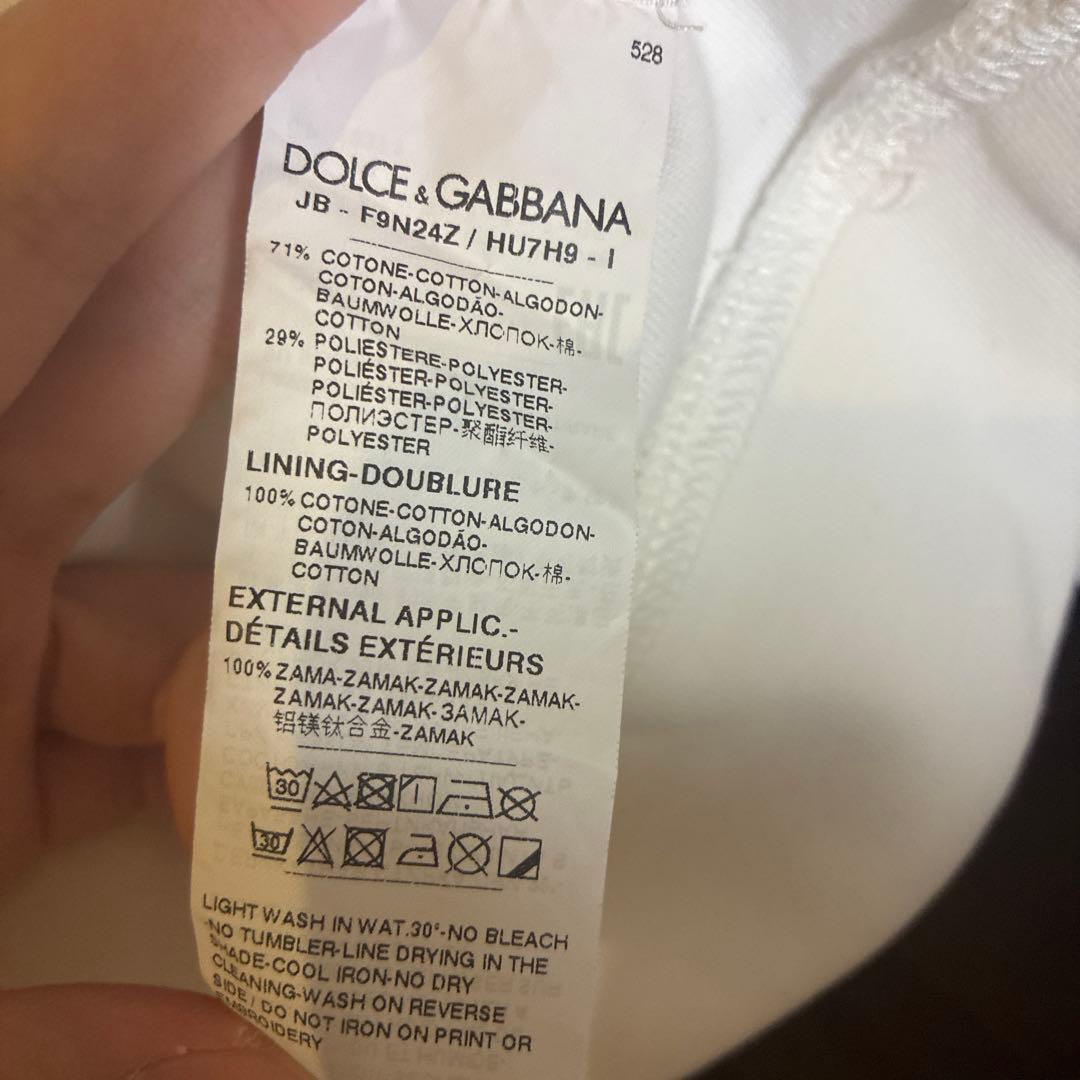 528
DOLCE & GABBANA
JB - F9N24Z / HU7H9 - I
71% COTONE-COTTON-ALGODON-
COTON-ALGODÃO-
BAUMWOLLE-ХЛОПОК-棉-
COTTON
29% POLIESTERE-POLYESTER-
POLIÉSTER-POLYESTER-
POLIÉSTER-POLYESTER-
ПОЛИЭСТЕР-聚酯纤维-
POLYESTER
LINING-DOUBLURE
100% COTONE-COTTON-ALGODON-
COTON-ALGODÃO-
BAUMWOLLE-ХЛОПОК-棉-
COTTON
EXTERNAL APPLIC.-
DÉTAILS EXTÉRIEURS
100% ZAMA-ZAMAK-ZAMAK-ZAMAK-
ZAMAK-ZAMAK-ЗАМАК-
铝镁钛合金-ZAMAK
30
30
LIGHT WASH IN WAT.30°-NO BLEACH
-NO TUMBLER-LINE DRYING IN THE
SHADE-COOL IRON-NO DRY
CLEANING-WASH ON REVERSE
SIDE / DO NOT IRON ON PRINT OR
EMBROIDERY